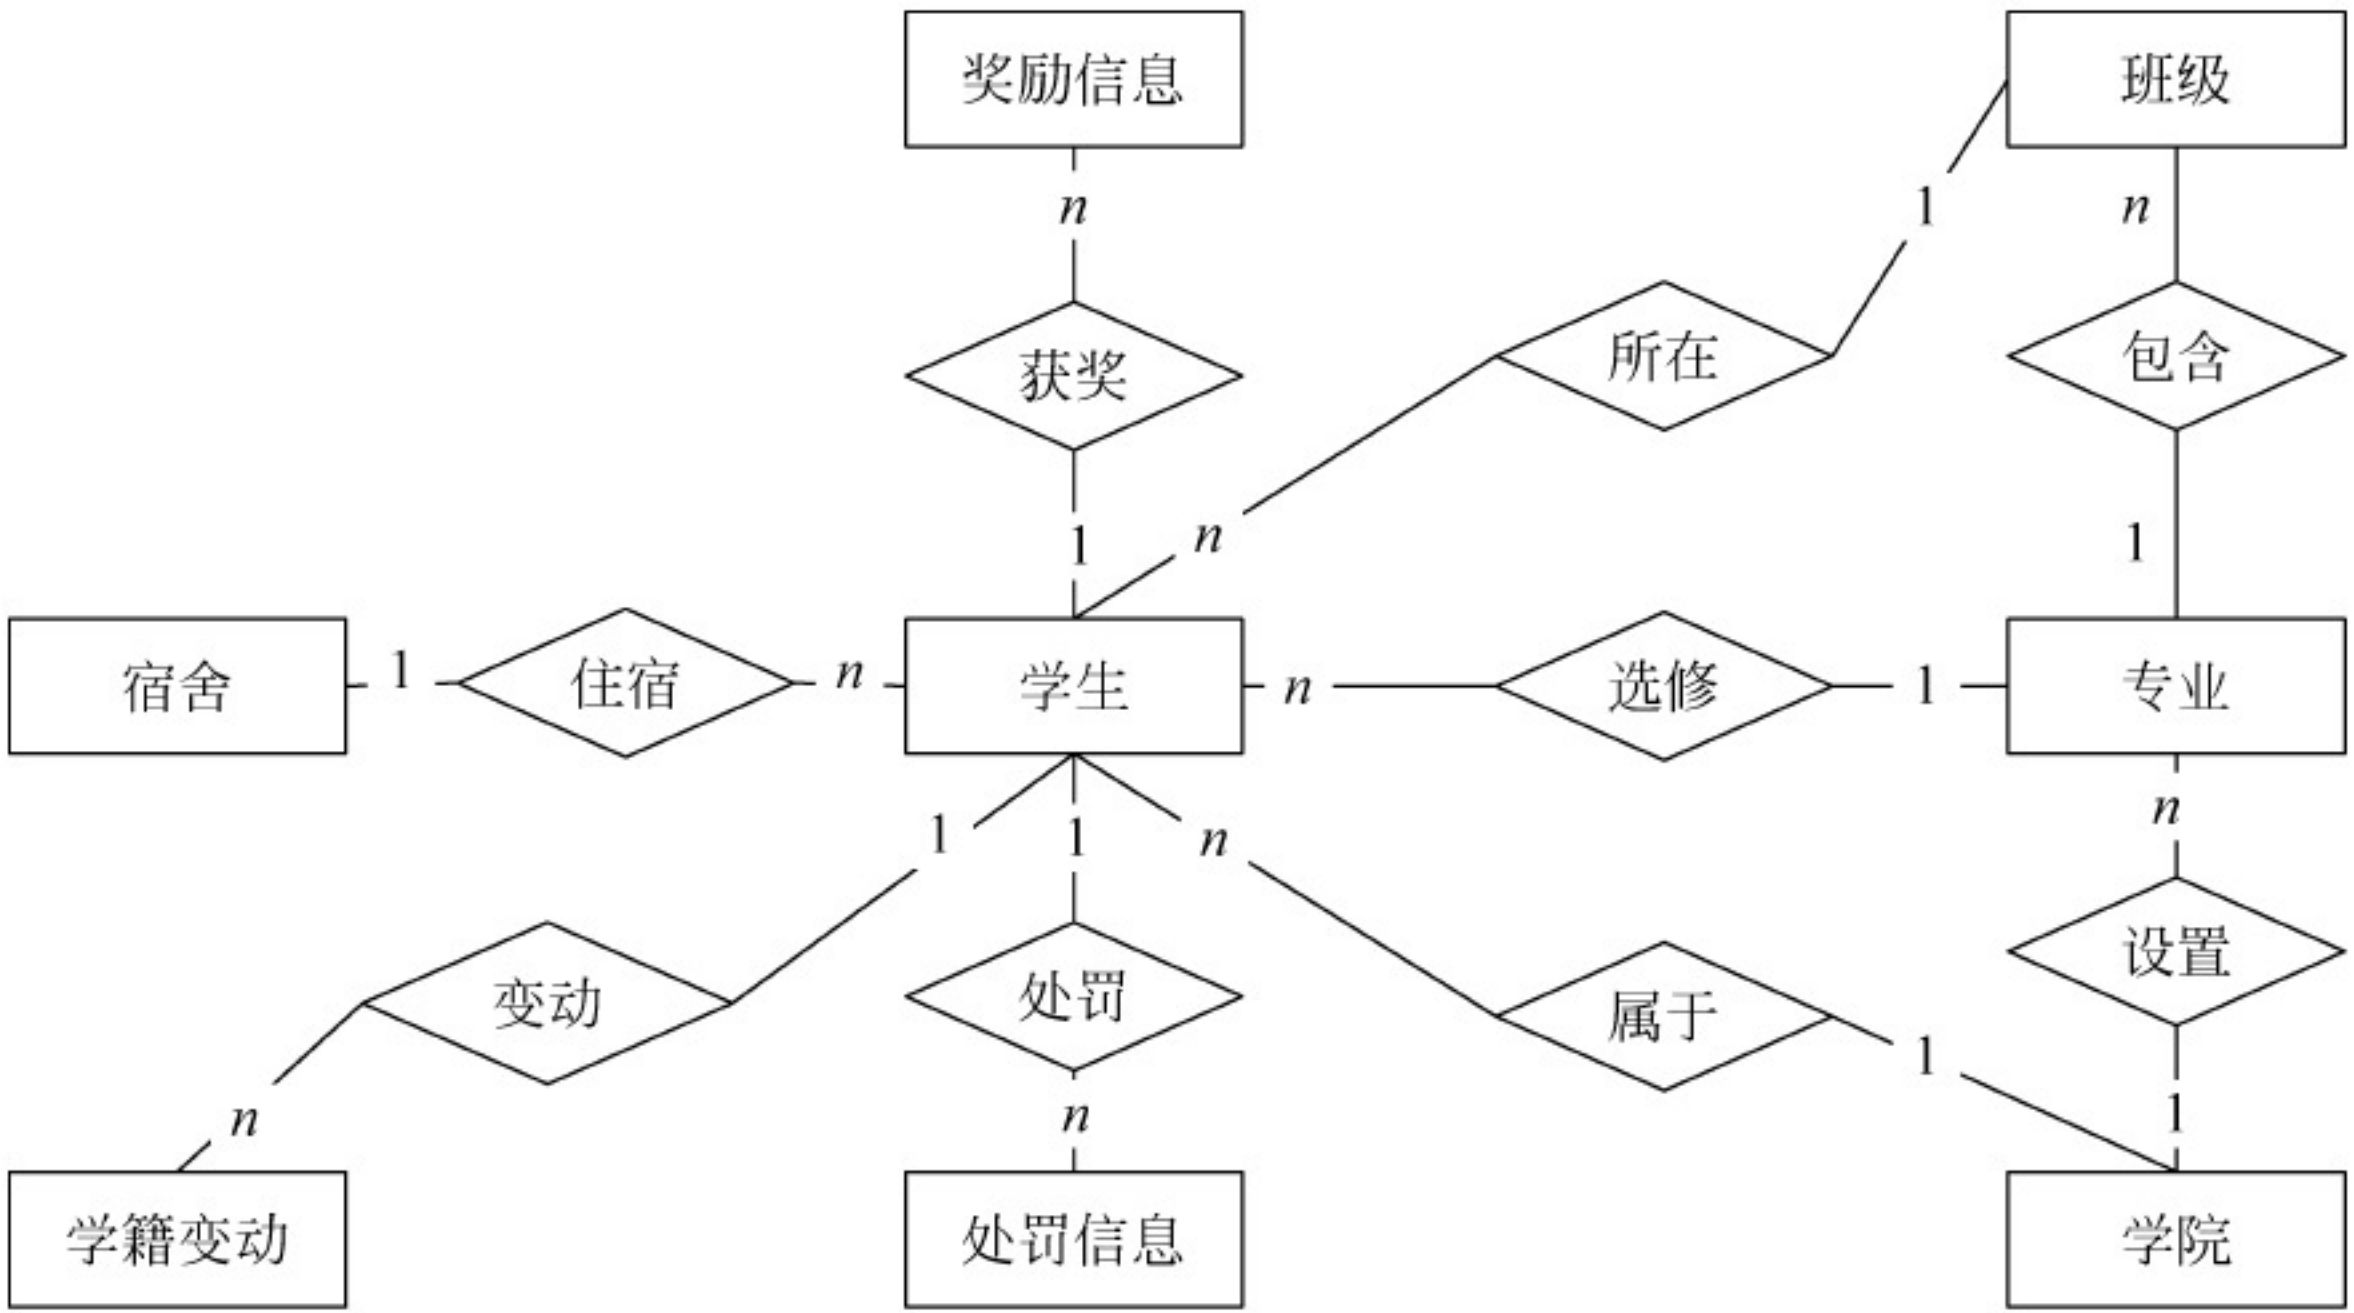 奖励信息
班级
n
1
n
获奖
所在
包含
1
n
1
宿舍
1
住宿
n
学生
n
选修
1
专业
1
1
n
n
变动
处罚
属于
设置
n
n
1
1
学籍变动
处罚信息
学院